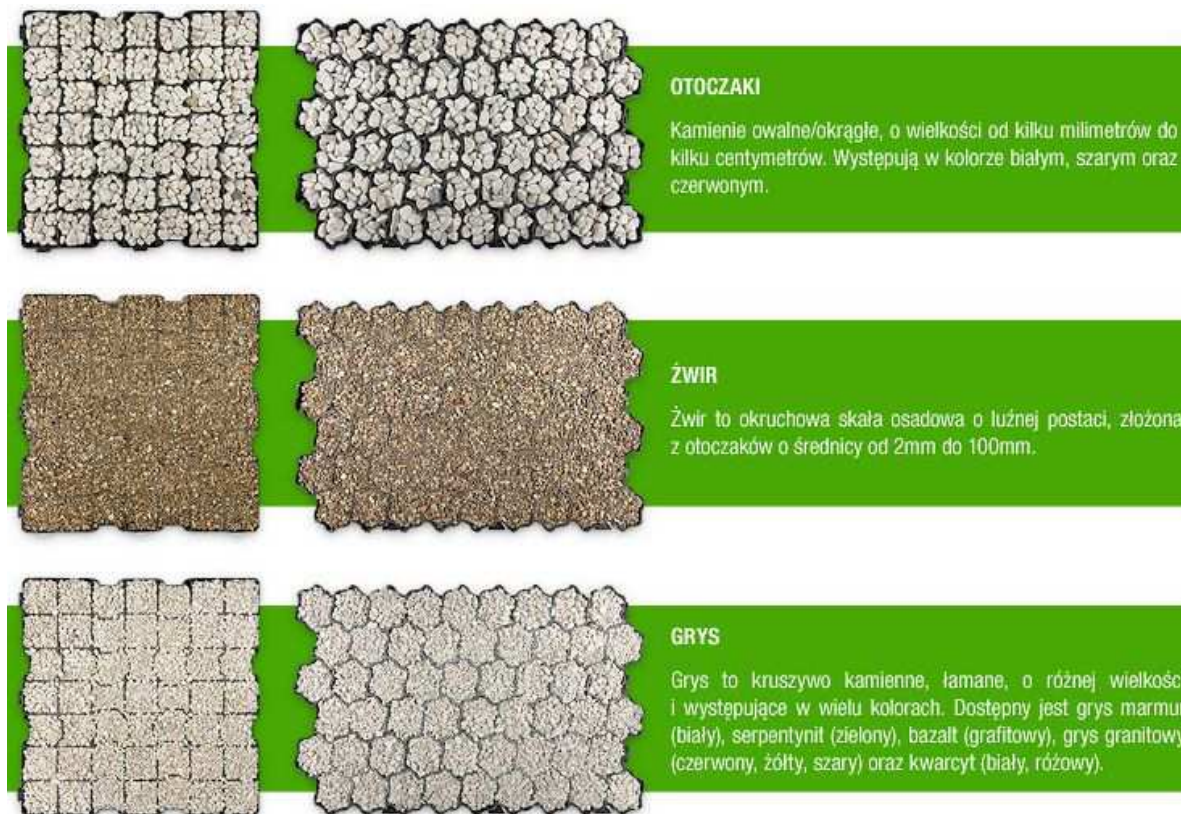 OTOCZAKI
Kamienie owalne/okrągłe, o wielkości od kilku milimetrów do
kilku centymetrów. Występują w kolorze białym, szarym oraz
czerwonym.
ŻWIR
Żwir to okruchowa skała osadowa o luźnej postaci, złożona
z otoczaków o średnicy od 2mm do 100mm.
GRYS
Grys to kruszywo kamienne, łamane, o różnej wielkośc
i występujące w wielu kolorach. Dostępny jest grys marmur
(biały), serpentynit (zielony), bazalt (grafitowy), grys granitowy
(czerwony, żółty, szary) oraz kwarcyt (biały, różowy).